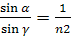 sin α / sin γ = 1 / n2